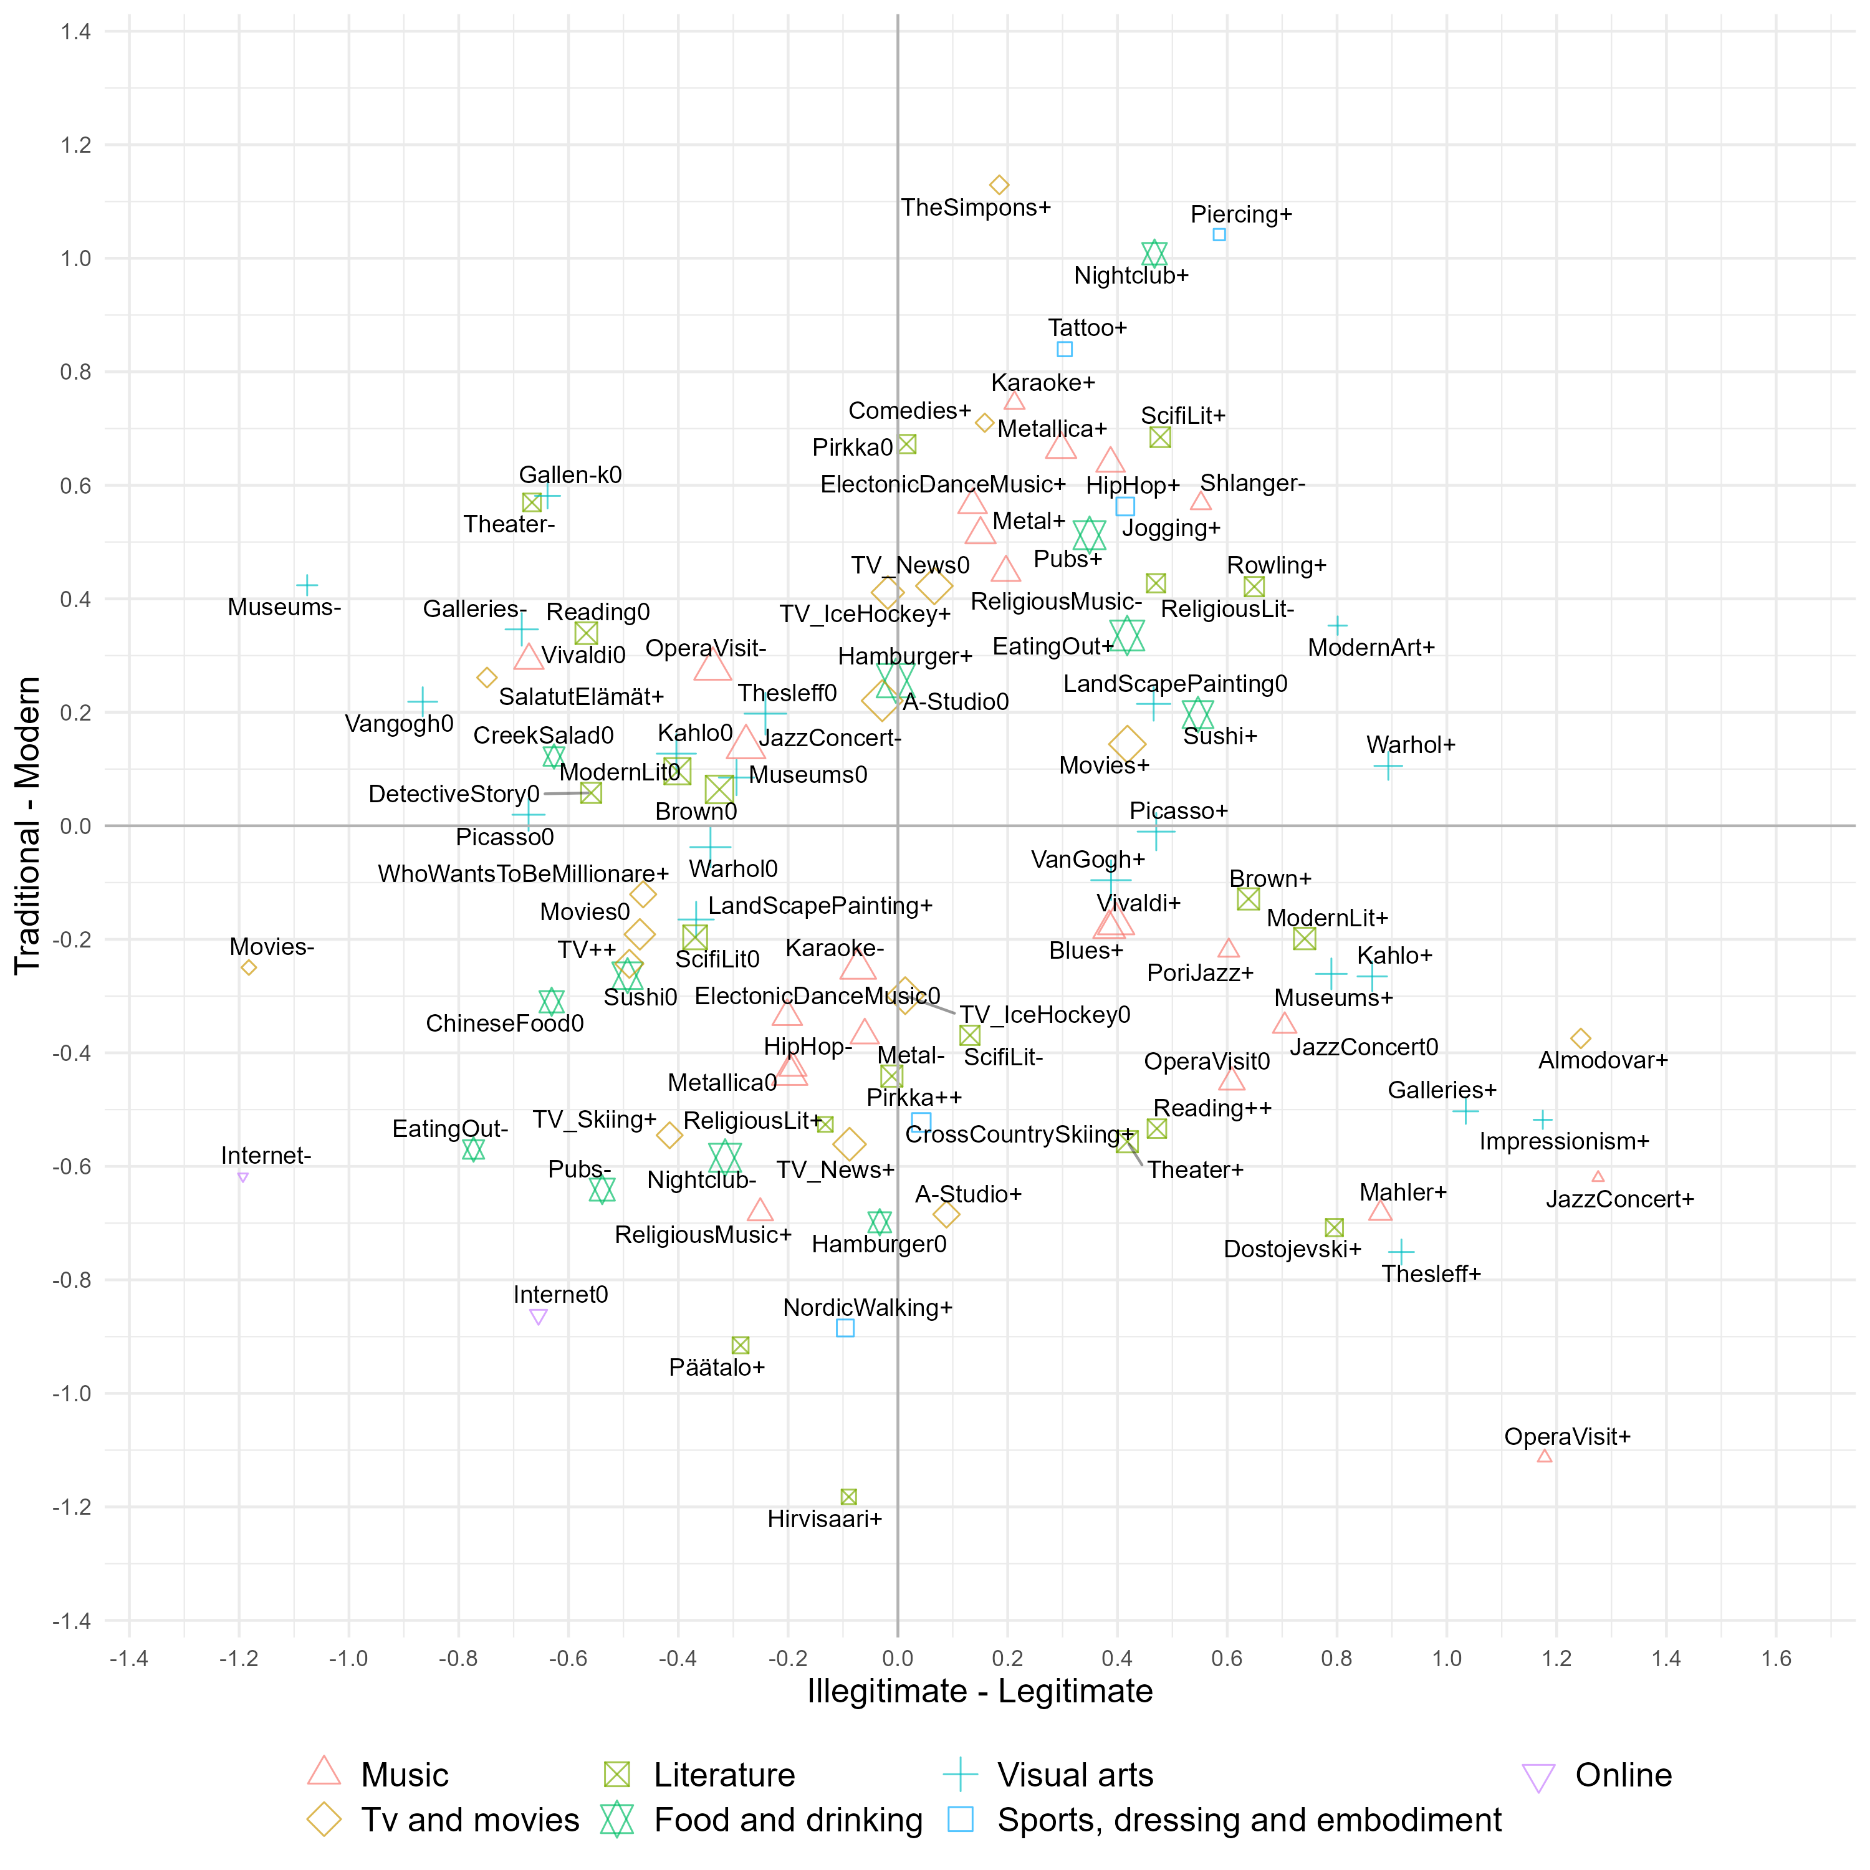 1.4
1.2
TheSimpons+
Piercing+
1.0
Nightclub+
Tattoo+
0.8
Karaoke+
Comedies+
ScifiLit+
Metallica+
Pirkka0
Gallen-k0
0.6
ElectonicDanceMusic+
HipHop+
Shlanger-
Theater-
Metal+
Jogging+
Pubs+
TV_News0
Rowling+
0.4
Museums-
Galleries-
Reading0
TV_IceHockey+
ReligiousMusic-
ReligiousLit-
Vivaldi0
OperaVisit-
Hamburger+
EatingOut+
ModernArt+
SalatutElämät+
Thesleff0
A-Studio0
LandScapePainting0
0.2
Vangogh0
CreekSalad0
Kahlo0
JazzConcert-
Sushi+
ModernLit0
Museums0
Movies+
Warhol+
DetectiveStory0
Brown0
Picasso+
0.0
Picasso0
WhoWantsToBeMillionare+
Warhol0
VanGogh+
Brown+
Movies0
LandScapePainting+
Vivaldi+
ModernLit+
-0.2
Movies-
TV++
ScifiLit0
Karaoke-
Blues+
PoriJazz+
Kahlo+
Sushi0
ElectonicDanceMusic0
Museums+
ChineseFood0
TV_IceHockey0
HipHop-
Metal-
ScifiLit-
JazzConcert0
-0.4
OperaVisit0
Almodovar+
Metallica0
Pirkka++
Galleries+
EatingOut-
TV_Skiing+
ReligiousLit+
CrossCountrySkiing+
Reading++
Impressionism+
Internet-
-0.6
Pubs-
Nightclub-
TV_News+
Theater+
A-Studio+
Mahler+
JazzConcert+
ReligiousMusic+
Hamburger0
Dostojevski+
Thesleff+
-0.8
Internet0
NordicWalking+
Päätalo+
-1.0
OperaVisit+
-1.2
Hirvisaari+
-1.4
Traditional - Modern
-1.4 -1.2 -1.0 -0.8 -0.6 -0.4 -0.2 0.0 0.2 0.4 0.6 0.8 1.0 1.2 1.4 1.6
Illegitimate - Legitimate
Music Literature Visual arts Online
Tv and movies Food and drinking Sports, dressing and embodiment